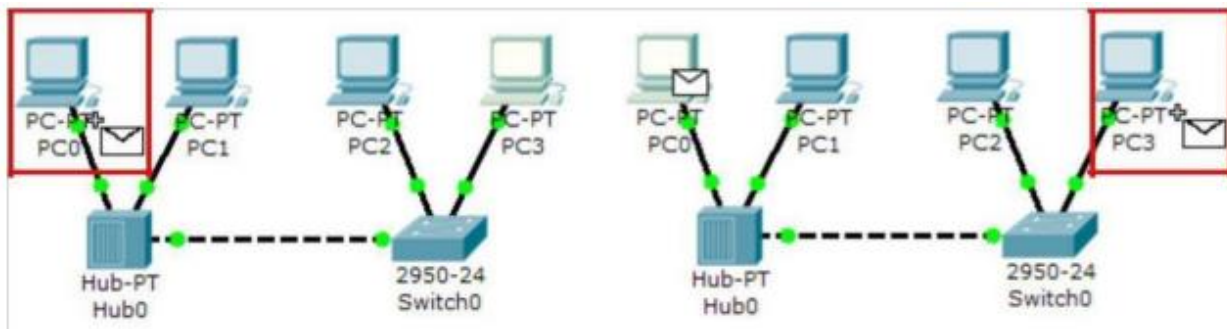 PC-PT
PC0
PC-PT
PC1
PC-PT
PC2
PC-PT
PC3
Hub-PT
Hub0
2950-24
Switch0
PC-PT
PC0
PC-PT
PC1
PC-PT
PC2
PC-PT
PC3
Hub-PT
Hub0
2950-24
Switch0